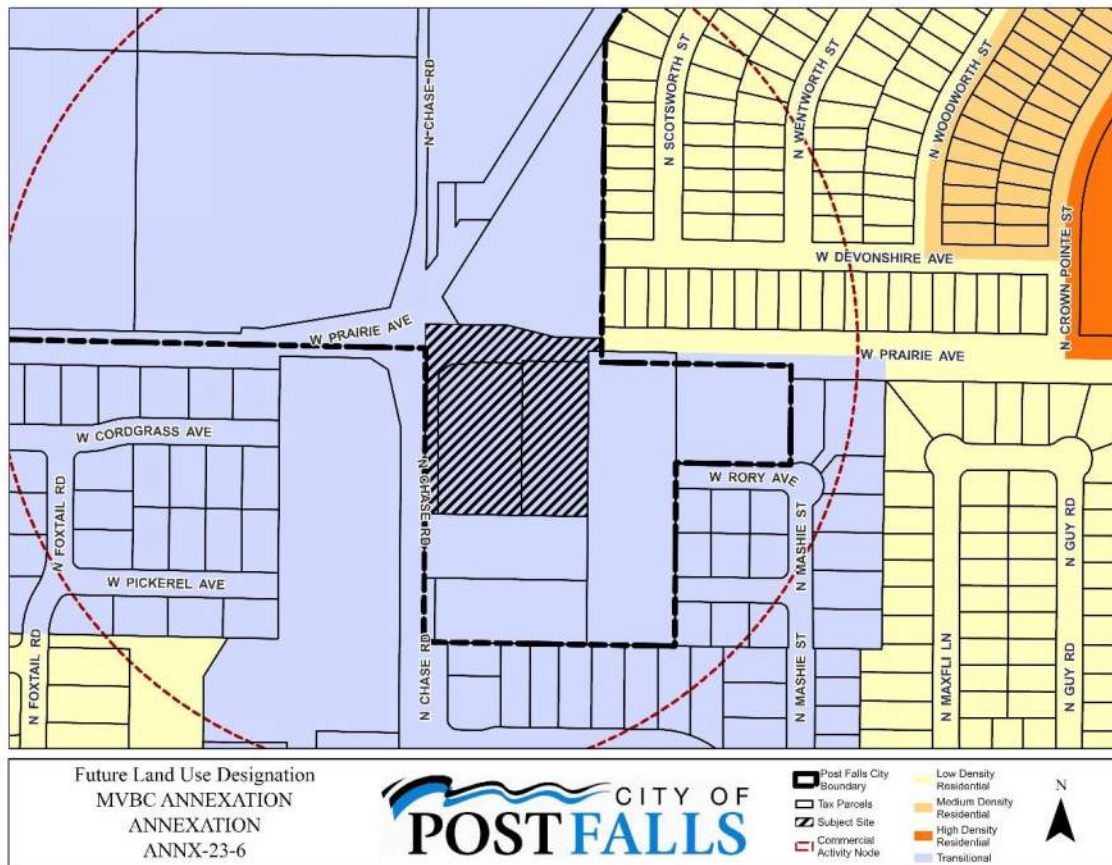 N CHASE RD
N SCOTSWORTH ST
N WENTWORTH ST
N WOODWORTH ST
N CROWN POINTE ST
W DEVONSHIRE AVE
W PRAIRIE AVE
W PRAIRIE AVE
W CORDGRASS AVE
N CHASE RD
W RORY AVE
N FOXTAIL RD
N MASHIE ST
N GUY RD
W PICKEREL AVE
N FOXTAIL RD
N CHASE RD
N MASHIE ST
N MAXFLI LN
N GUY RD
Future Land Use Designation
MVBC ANNEXATION
ANNEXATION
ANNX-23-6
CITY OF
POST FALLS
Post Falls City
Boundary
Tax Parcels
Subject Site
Commercial
Activity Node
Low Density
Residential
Medium Density
Residential
High Density
Residential
Transitional
N